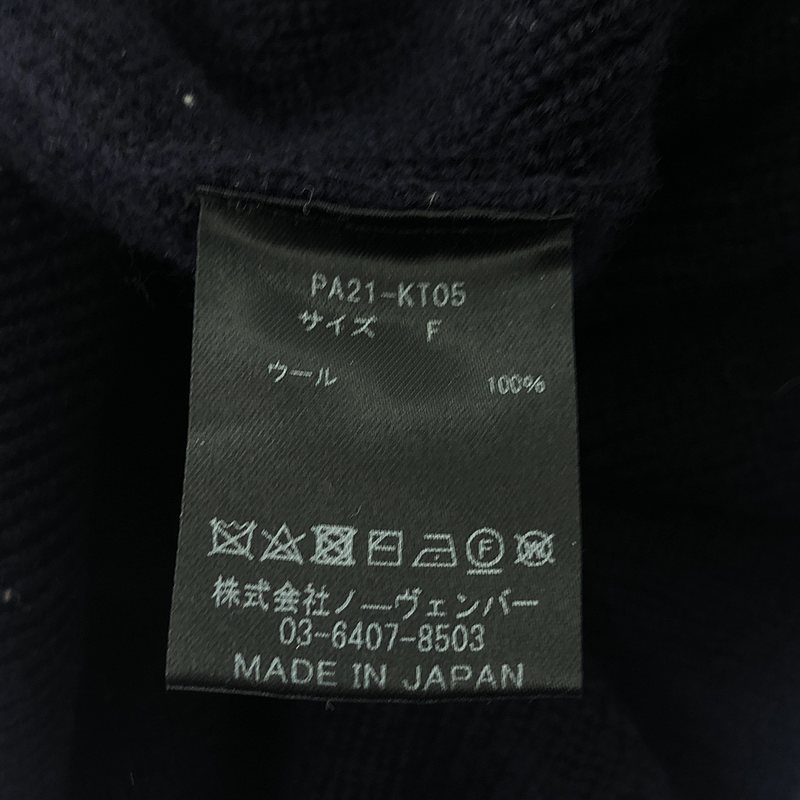 PA21-KT05
サイズ F
ウール 100%
F W
株式会社ノーヴェンバー
03-6407-8503
MADE IN JAPAN